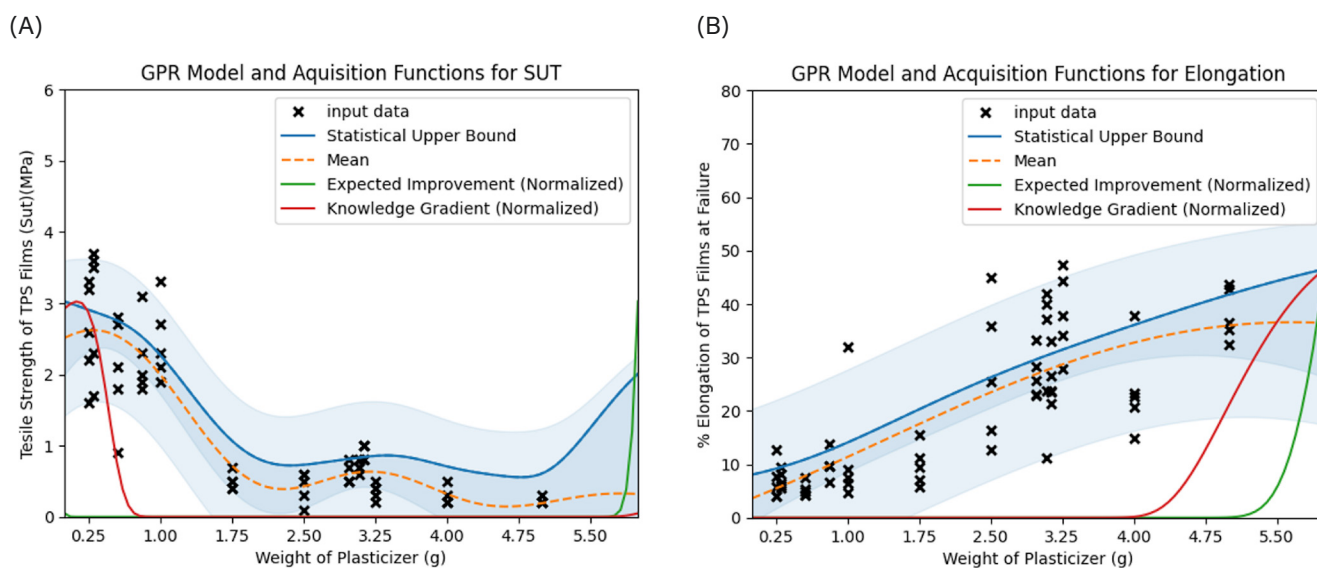 (A)
GPR Model and Aquisition Functions for SUT
6
5
4
3
2
1
0
Tesile Strength of TPS Films (Sut)(MPa)
input data
Statistical Upper Bound
Mean
Expected Improvement (Normalized)
Knowledge Gradient (Normalized)
0.25 1.00 1.75 2.50 3.25 4.00 4.75 5.50
Weight of Plasticizer (g)
(B)
GPR Model and Acquisition Functions for Elongation
80
70
60
50
40
30
20
10
0
% Elongation of TPS Films at Failure
input data
Statistical Upper Bound
Mean
Expected Improvement (Normalized)
Knowledge Gradient (Normalized)
0.25 1.00 1.75 2.50 3.25 4.00 4.75 5.50
Weight of Plasticizer (g)